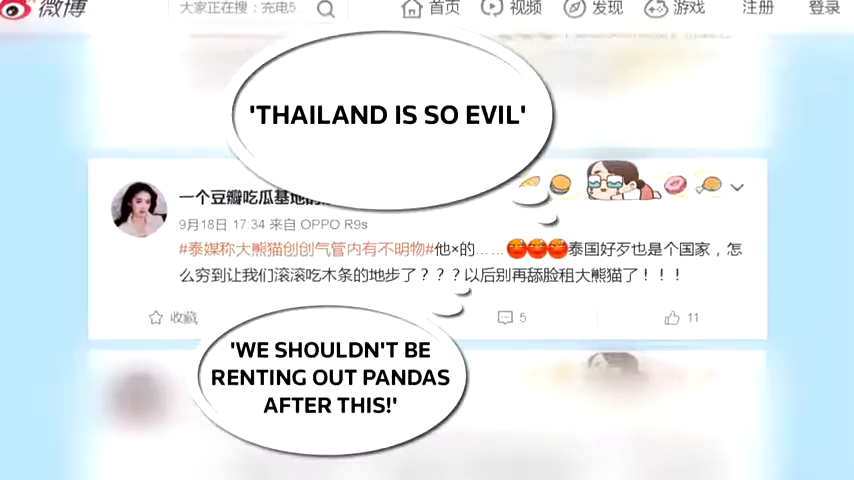 微博 大家正在搜：充电5 首页 视频 发现 游戏 注册 登录
'THAILAND IS SO EVIL'
一个豆瓣吃瓜基地的
9月18日 17:34 来自 OPPO R9s
#泰媒称大熊猫创创气管内有不明物#他×的……泰国好歹也是个国家，怎
么穷到让我们滚滚吃木条的地步了？？？以后别再舔脸租大熊猫了！！！
收藏 5 11
'WE SHOULDN'T BE
RENTING OUT PANDAS
AFTER THIS!'